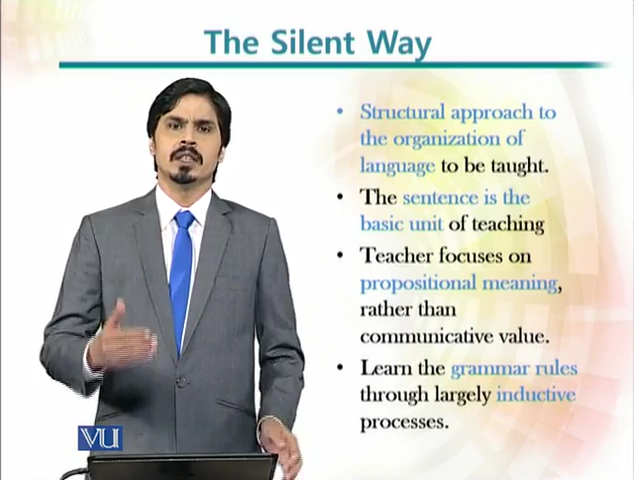 The Silent Way
• Structural approach to
the organization of
language to be taught.
• The sentence is the
basic unit of teaching
• Teacher focuses on
propositional meaning,
rather than
communicative value.
• Learn the grammar rules
through largely inductive
processes.
VU